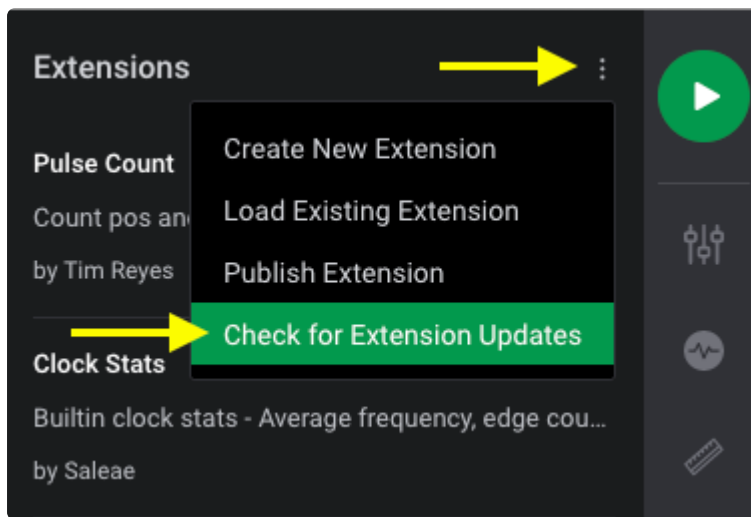 Extensions
Create New Extension
Pulse Count
Load Existing Extension
Count pos an
by Tim Reyes
Publish Extension
Check for Extension Updates
Clock Stats
Builtin clock stats - Average frequency, edge cou...
by Saleae